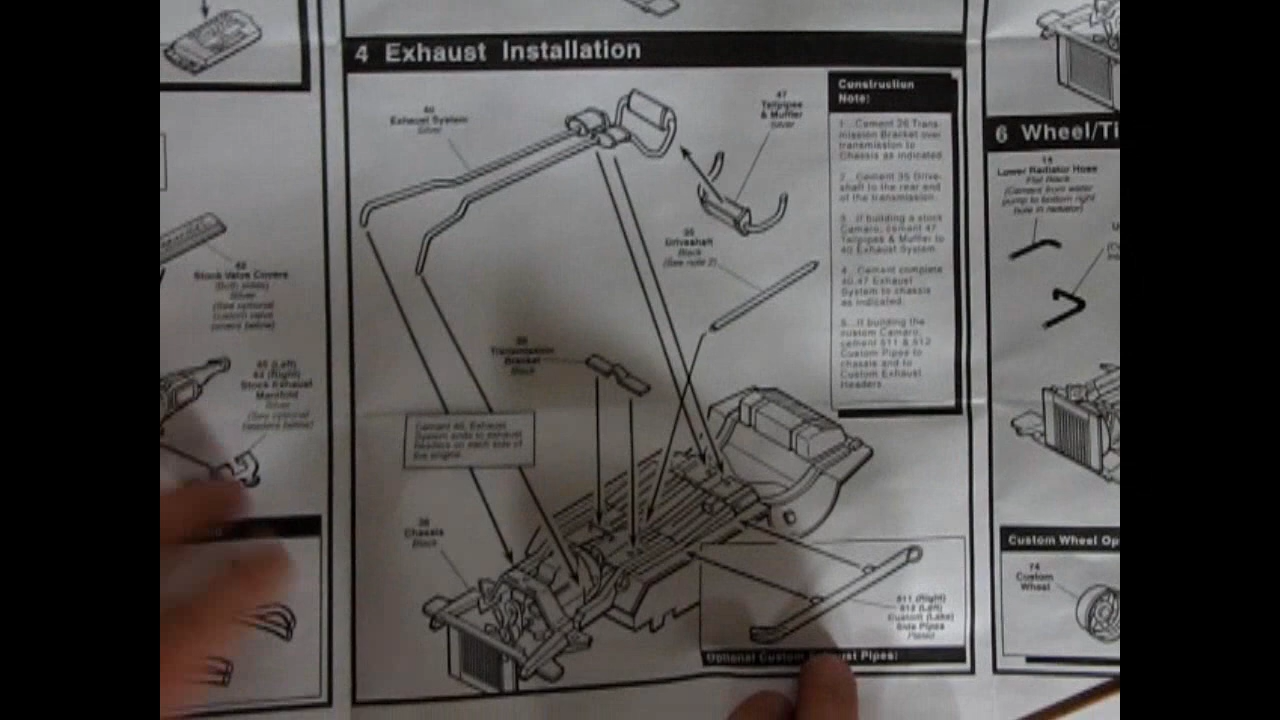 4 Exhaust Installation
40
Exhaust System
Silver
47
Tailpipes
& Muffler
Silver
Construction
Note:
1...Cement 26 Trans-
mission Bracket over
transmission to
Chassis as indicated.
2...Cement 35 Drive-
shaft to the rear end
of the transmission.
3...If building a stock
Camaro, cement 47
Tailpipes & Muffler to
40 Exhaust System.
4...Cement complete
40,47 Exhaust
System to chassis
as indicated.
5...If building the
custom Camaro,
cement 511 & 512
Custom Pipes to
chassis and to
Custom Exhaust
Headers.
35
Driveshaft
Black
(See note 2)
Transmission
Bracket
Black
Cement 40, Exhaust
System ends to exhaust
headers on each side of
the engine.
Chassis
Black
511 (Right)
512 (Left)
Custom (Lake)
Side Pipes
Plated
Optional Custom Exhaust Pipes:
Stock Valve Covers
(Both sides)
Silver
(See optional
custom valve
covers below)
45 (Left)
44 (Right)
Stock Exhaust
Manifold
Silver
(See optional
headers below)
6 Wheel/Ti
Lower Radiator Hose
Flat Black
(Cement from water
pump to bottom right
hole in radiator)
Custom Wheel Op
74
Custom
Wheel